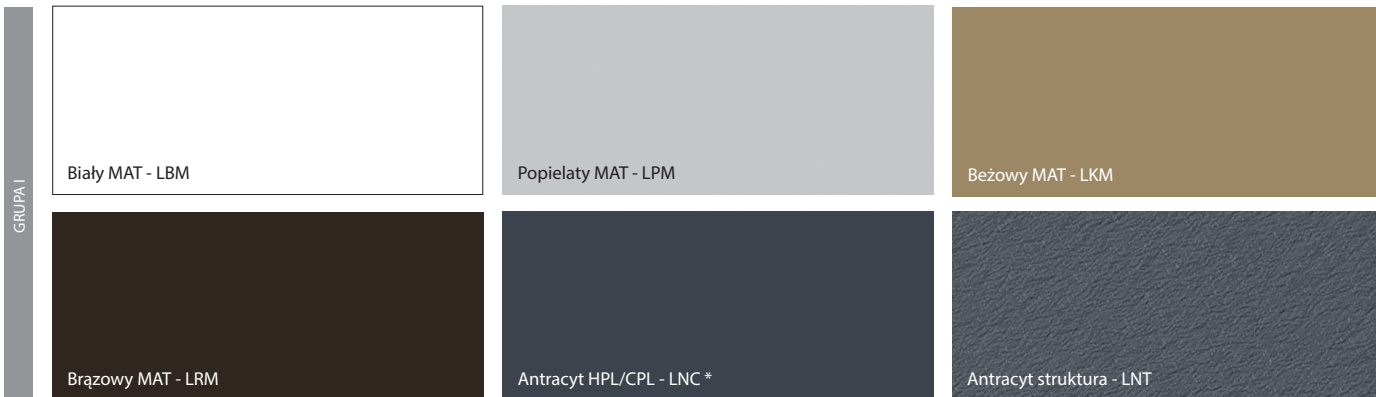 GRUPA I
Biały MAT - LBM
Popielaty MAT - LPM
Beżowy MAT - LKM
Brązowy MAT - LRM
Antracyt HPL/CPL - LNC *
Antracyt struktura - LNT